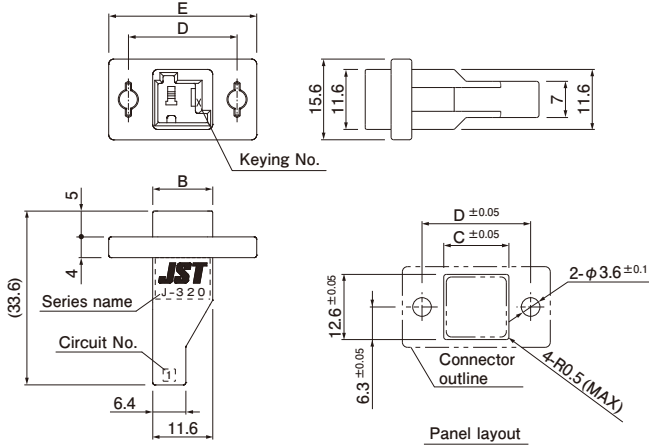 E
D
15.6
11.6
7
11.6
Keying No.
B
5
4
(33.6)
JST
J-320
Series name
Circuit No.
1
6.4
11.6
D ±0.05
C ±0.05
2-φ3.6 ±0.1
12.6 ±0.05
6.3 ±0.05
Connector
outline
4-R0.5 (MAX)
Panel layout
X